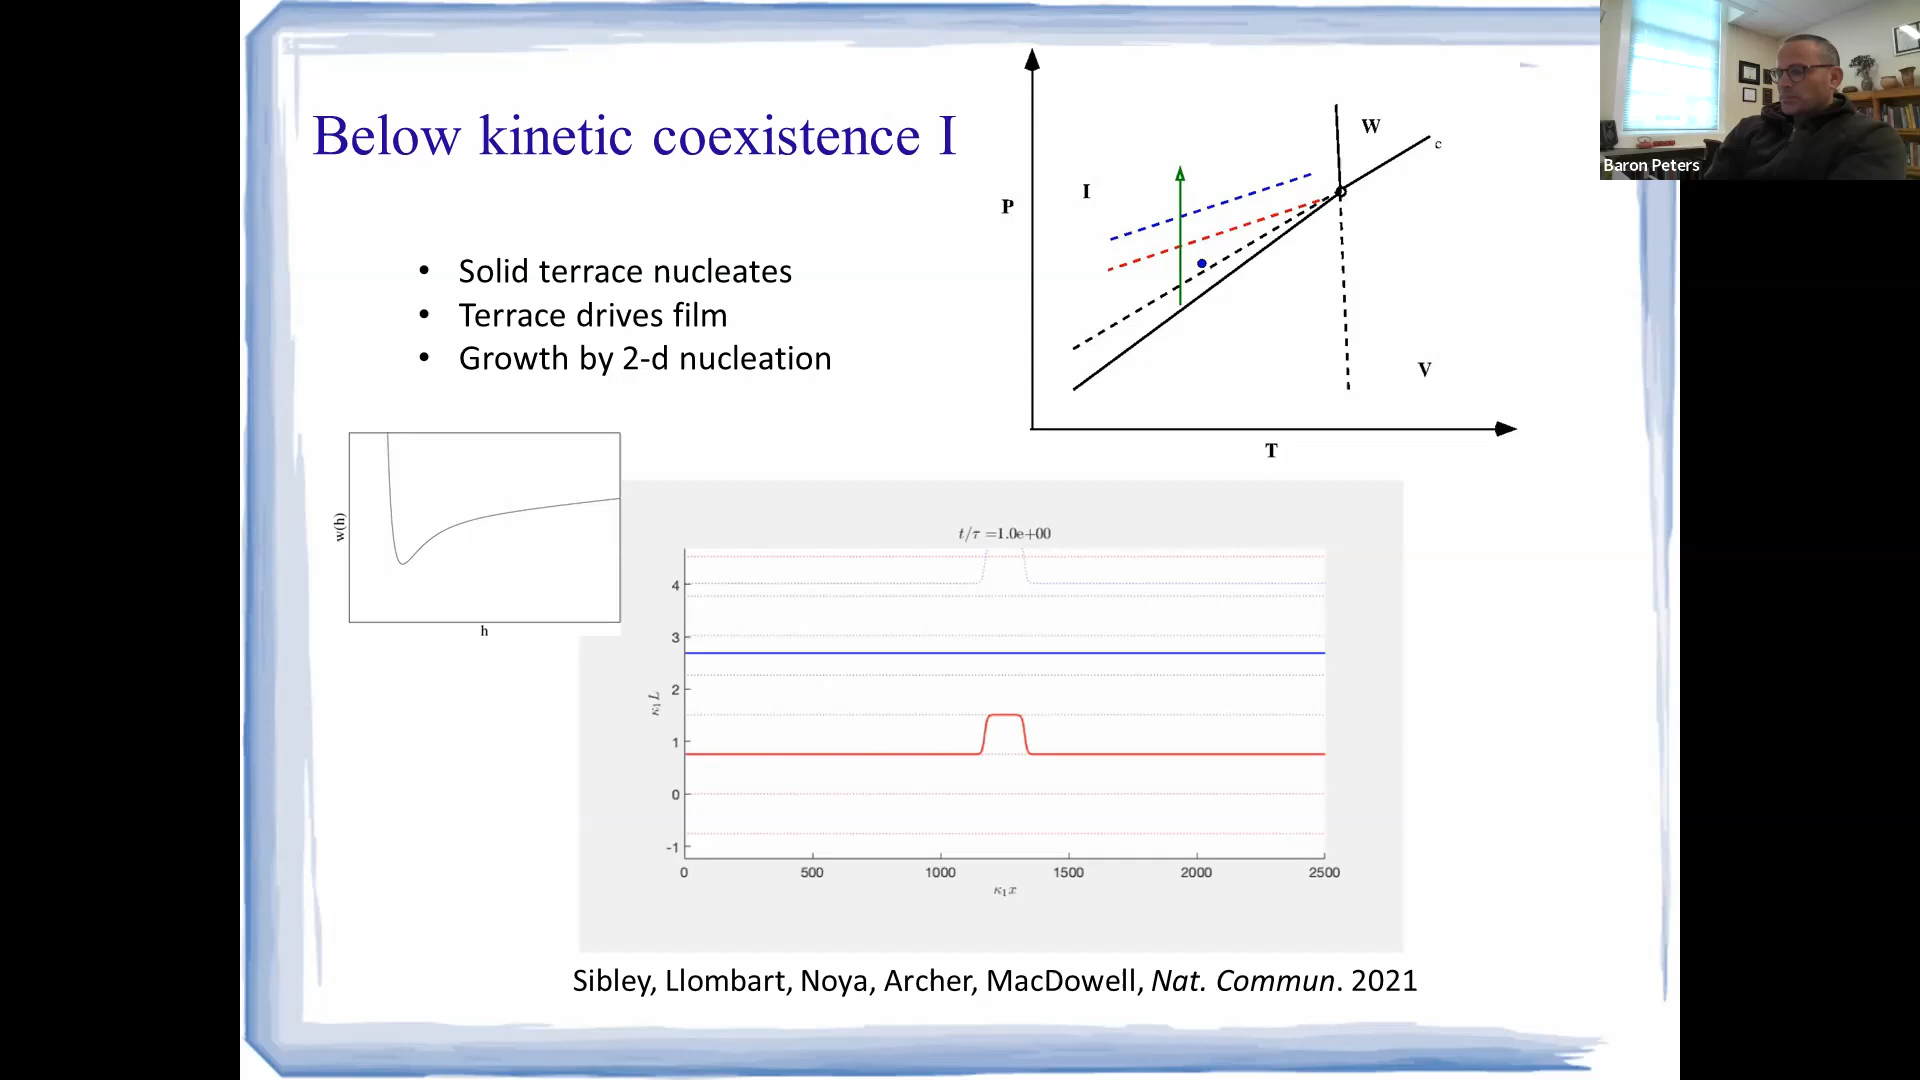 Below kinetic coexistence I
• Solid terrace nucleates
• Terrace drives film
• Growth by 2-d nucleation
P
I
W
c
V
T
w(h)
h
t/τ =1.0e+00
κ₁L
4
3
2
1
0
-1
0 500 1000 1500 2000 2500
κ₁x
Sibley, Llombart, Noya, Archer, MacDowell, Nat. Commun. 2021
Baron Peters